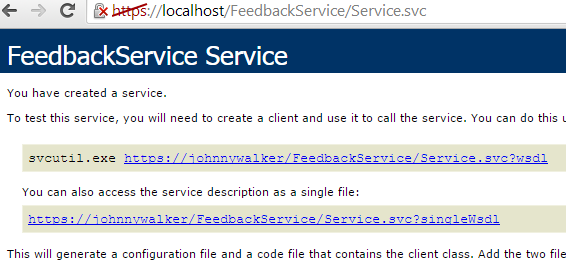 https://localhost/FeedbackService/Service.svc
FeedbackService Service
You have created a service.
To test this service, you will need to create a client and use it to call the service. You can do this
svcutil.exe https://johnnywalker/FeedbackService/Service.svc?wsdl
You can also access the service description as a single file:
https://johnnywalker/FeedbackService/Service.svc?singleWsdl
This will generate a configuration file and a code file that contains the client class. Add the two file